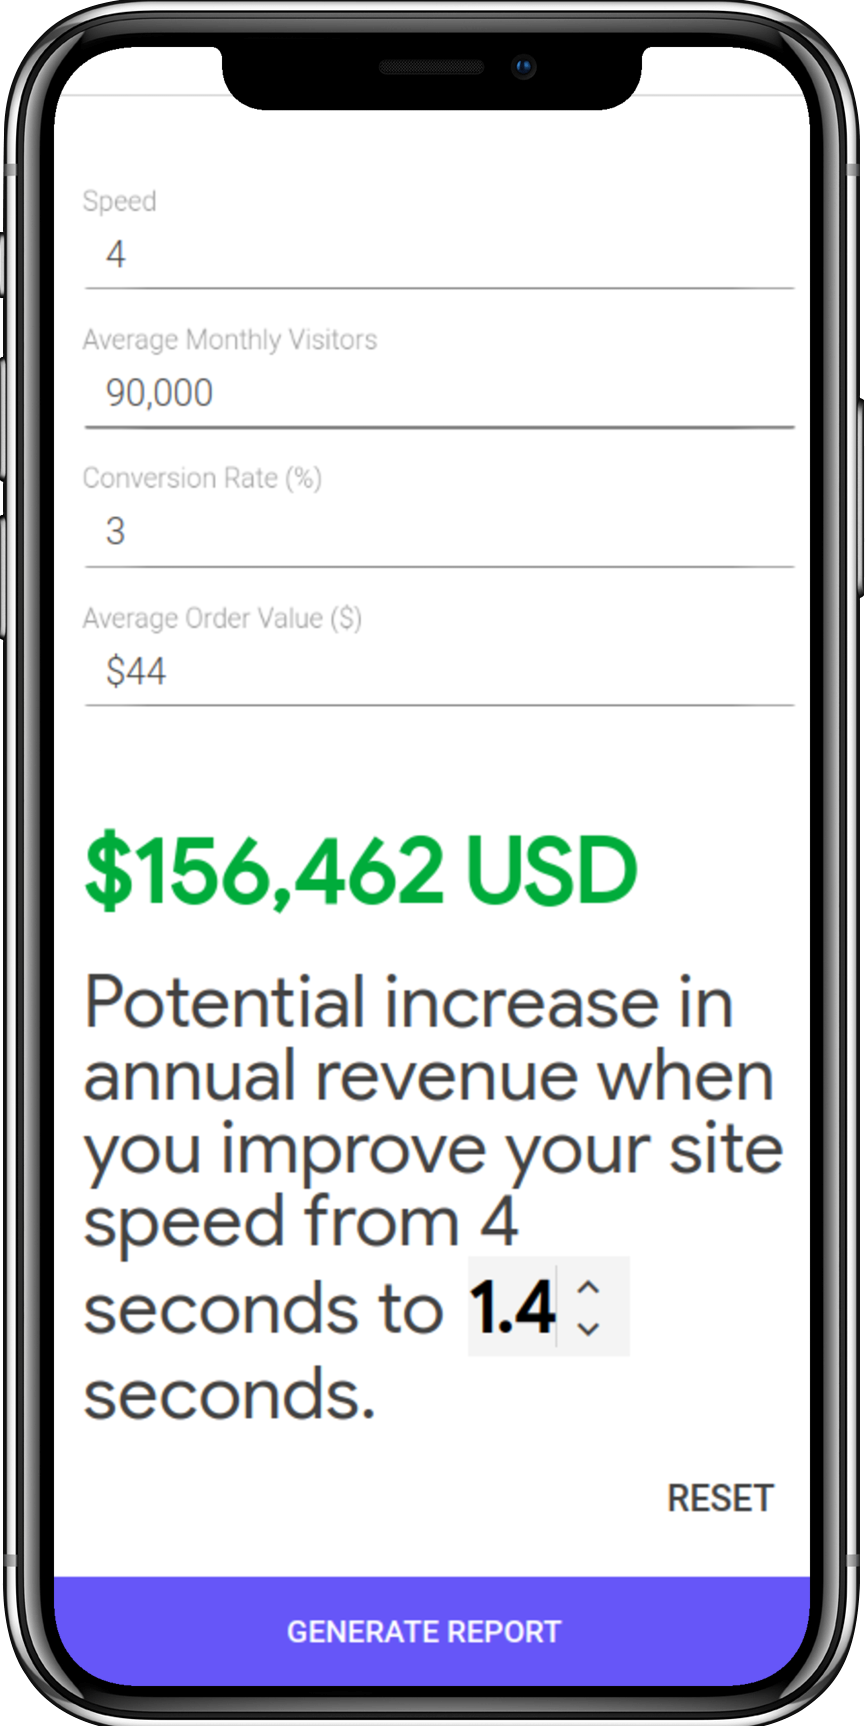 Speed
4
Average Monthly Visitors
90,000
Conversion Rate (%)
3
Average Order Value ($)
$44
$156,462 USD
Potential increase in
annual revenue when
you improve your site
speed from 4
seconds to 1.4
seconds.
RESET
GENERATE REPORT